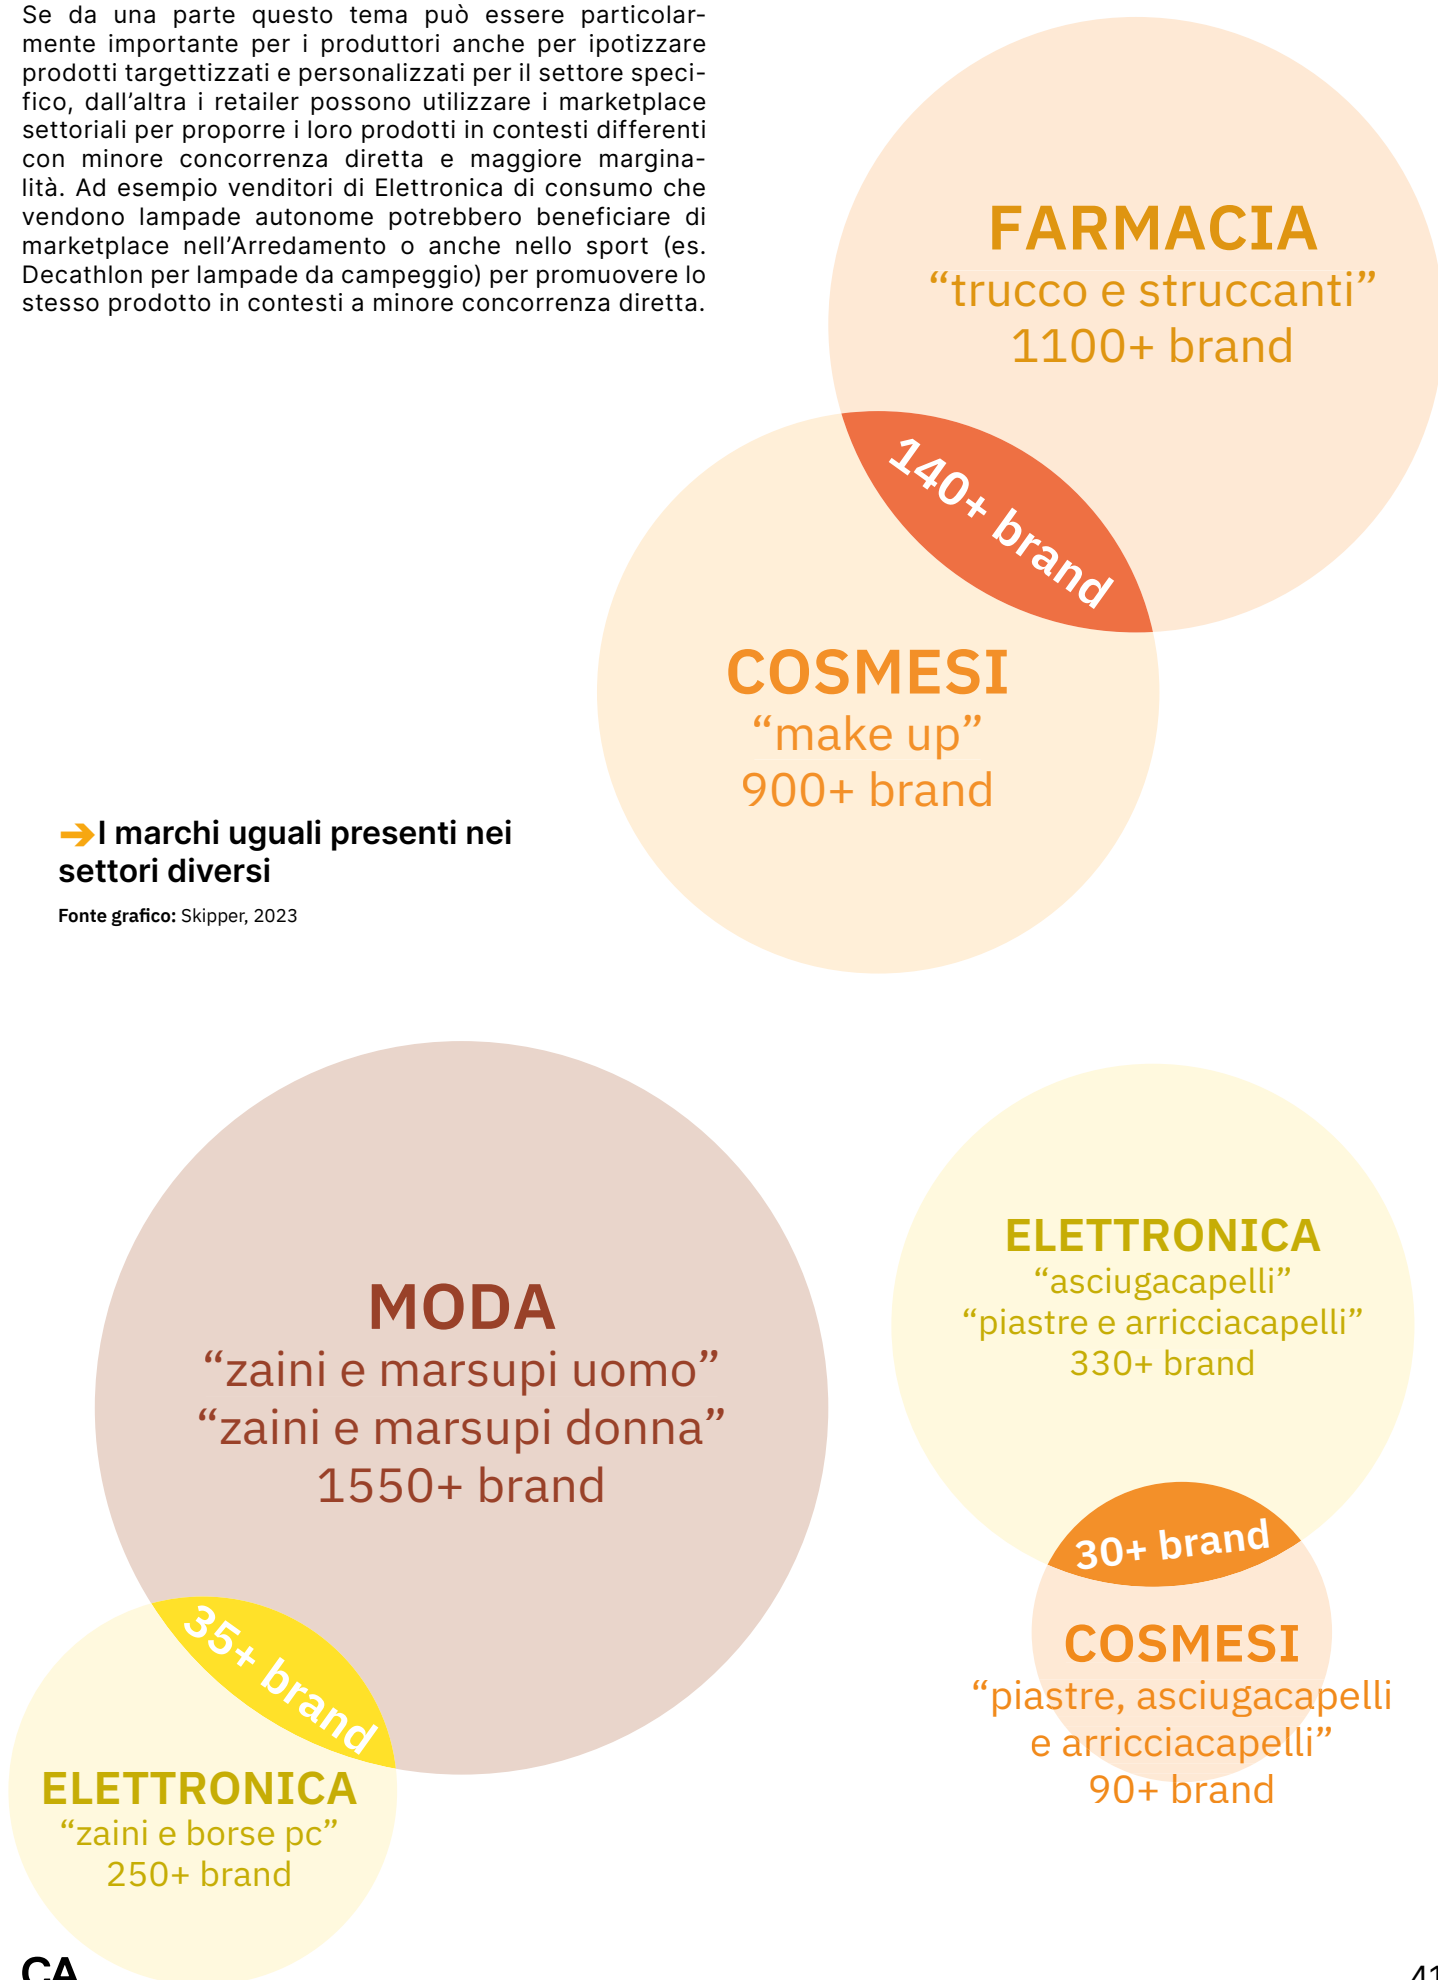 Se da una parte questo tema può essere particolar-
mente importante per i produttori anche per ipotizzare
prodotti targettizzati e personalizzati per il settore speci-
fico, dall’altra i retailer possono utilizzare i marketplace
settoriali per proporre i loro prodotti in contesti differenti
con minore concorrenza diretta e maggiore margina-
lità. Ad esempio venditori di Elettronica di consumo che
vendono lampade autonome potrebbero beneficiare di
marketplace nell’Arredamento o anche nello sport (es.
Decathlon per lampade da campeggio) per promuovere lo
stesso prodotto in contesti a minore concorrenza diretta.
FARMACIA
“trucco e struccanti”
1100+ brand
140+ brand
COSMESI
“make up”
900+ brand
I marchi uguali presenti nei
settori diversi
Fonte grafico: Skipper, 2023
MODA
“zaini e marsupi uomo”
“zaini e marsupi donna”
1550+ brand
35+ brand
ELETTRONICA
“zaini e borse pc”
250+ brand
ELETTRONICA
“asciugacapelli”
“piastre e arricciacapelli”
330+ brand
30+ brand
COSMESI
“piastre, asciugacapelli
e arricciacapelli”
90+ brand
CA
41